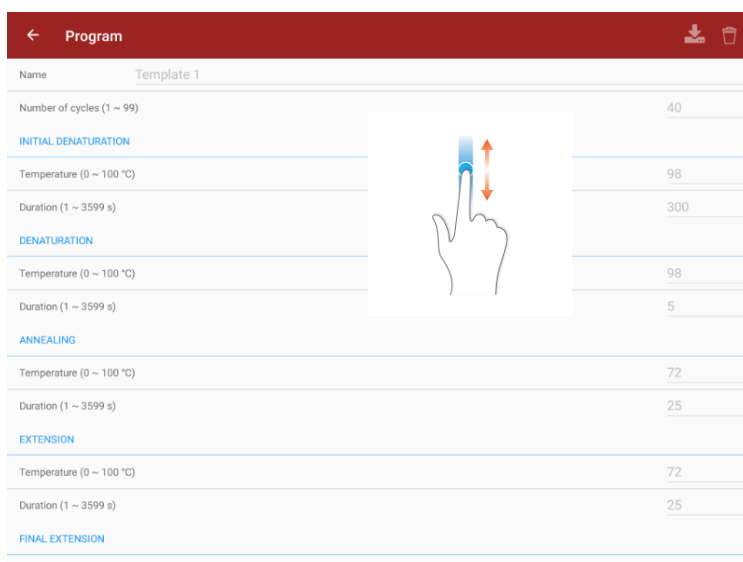 Program
Name Template 1
Number of cycles (1 ~ 99) 40
INITIAL DENATURATION
Temperature (0 ~ 100 °C) 98
Duration (1 ~ 3599 s) 300
DENATURATION
Temperature (0 ~ 100 °C) 98
Duration (1 ~ 3599 s) 5
ANNEALING
Temperature (0 ~ 100 °C) 72
Duration (1 ~ 3599 s) 25
EXTENSION
Temperature (0 ~ 100 °C) 72
Duration (1 ~ 3599 s) 25
FINAL EXTENSION